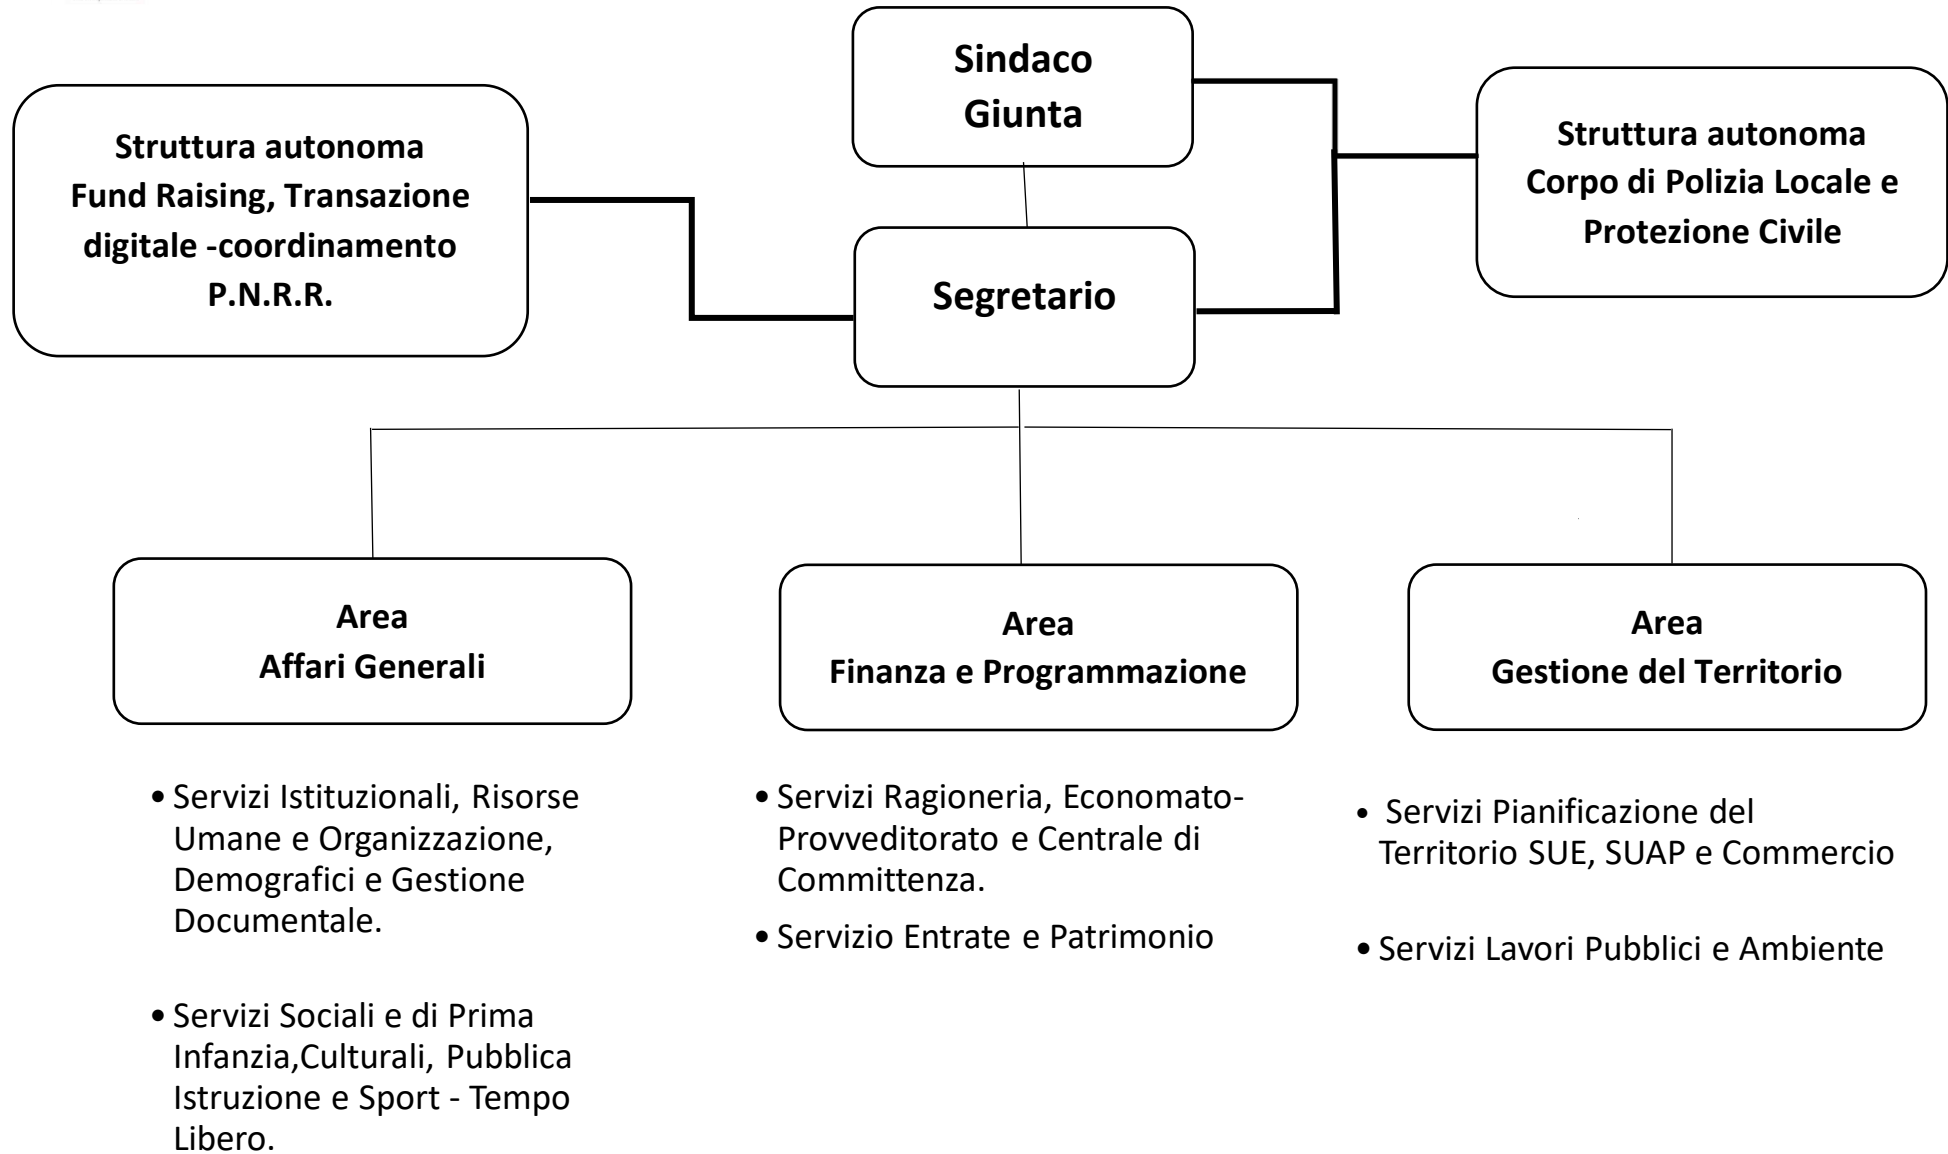 Sindaco
Giunta
Struttura autonoma
Fund Raising, Transazione
digitale -coordinamento
P.N.R.R.
Struttura autonoma
Corpo di Polizia Locale e
Protezione Civile
Segretario
Area
Affari Generali
Area
Finanza e Programmazione
Area
Gestione del Territorio
• Servizi Istituzionali, Risorse
Umane e Organizzazione,
Demografici e Gestione
Documentale.
• Servizi Sociali e di Prima
Infanzia,Culturali, Pubblica
Istruzione e Sport - Tempo
Libero.
• Servizi Ragioneria, Economato-
Provveditorato e Centrale di
Committenza.
• Servizio Entrate e Patrimonio
• Servizi Pianificazione del
Territorio SUE, SUAP e Commercio
• Servizi Lavori Pubblici e Ambiente